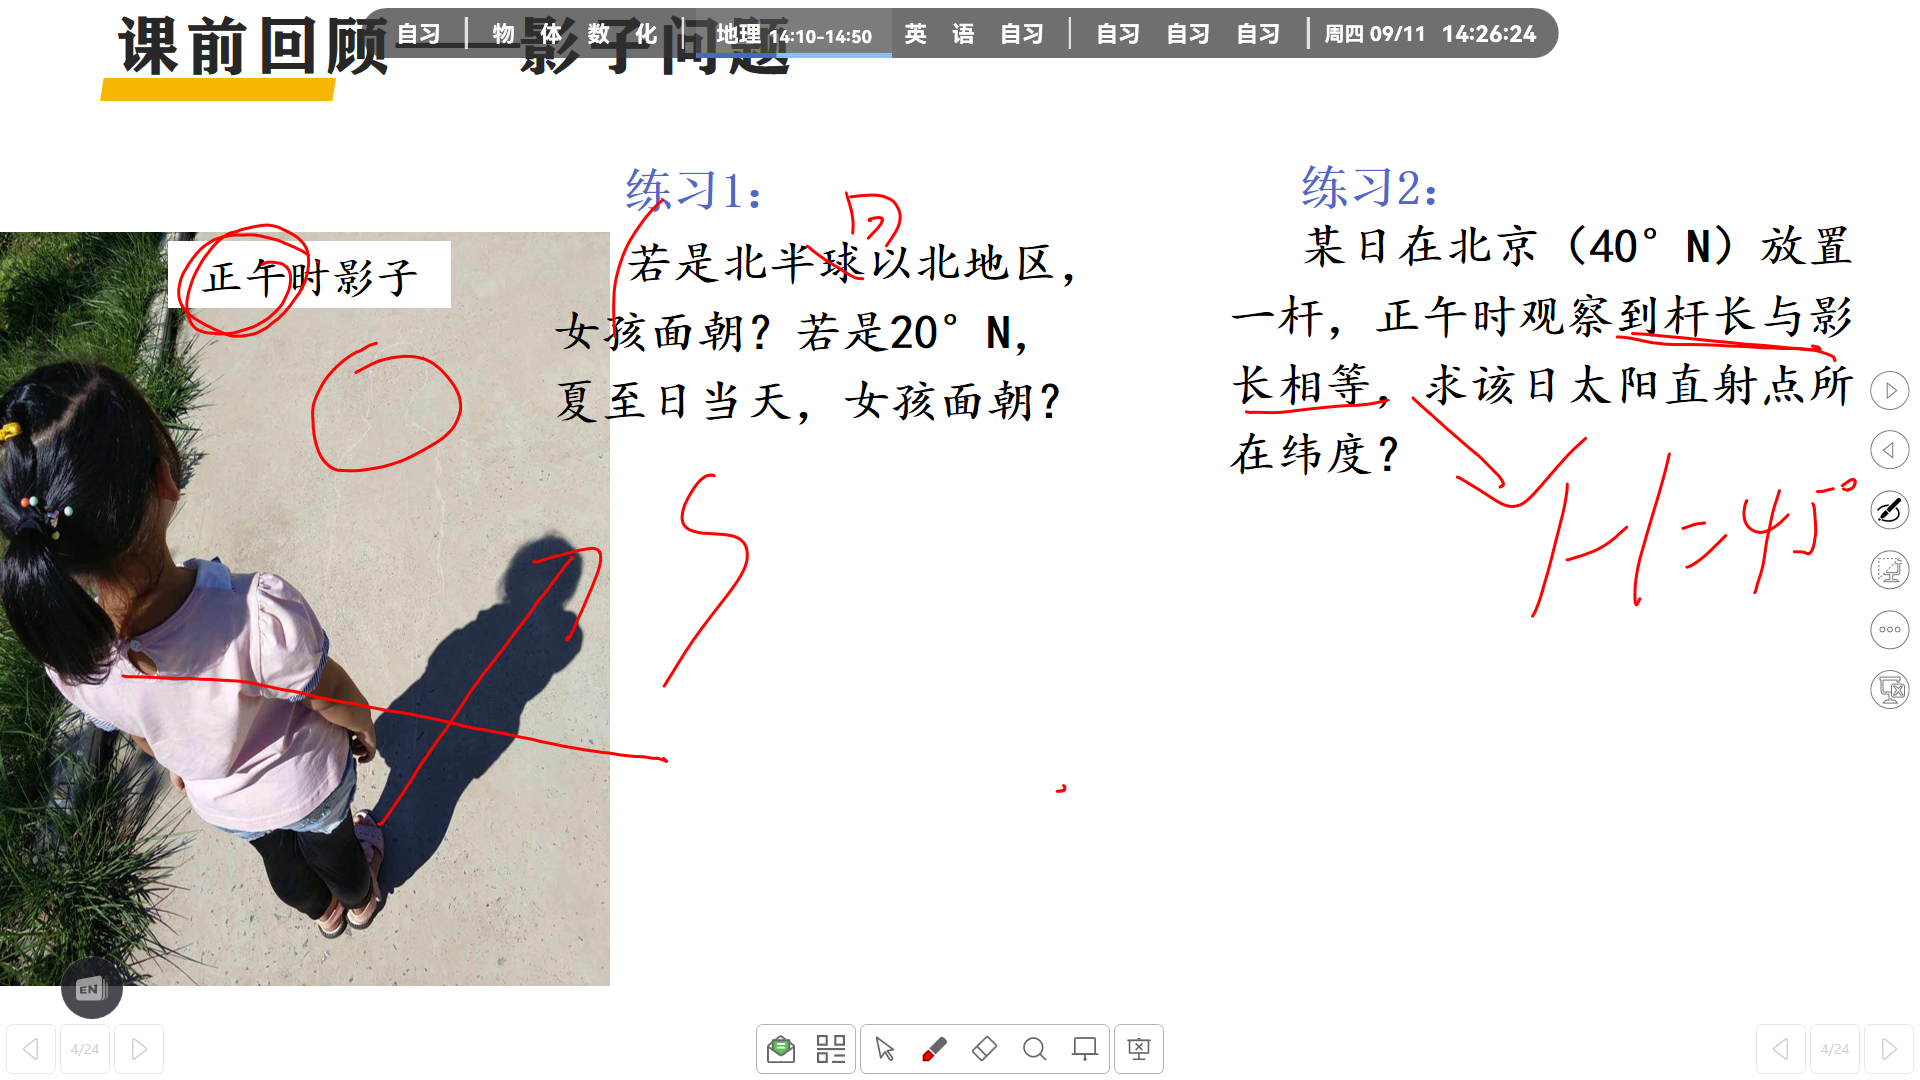 课前回顾——影子问题
自习 | 物 体 数 化 | 地理 14:10-14:50 英 语 自习 | 自习 自习 自习 | 周四 09/11 14:26:24
正午时影子
练习1：
若是北半球以北地区，
女孩面朝？若是20°N，
夏至日当天，女孩面朝？
练习2：
某日在北京（40°N）放置
一杆，正午时观察到杆长与影
长相等，求该日太阳直射点所
在纬度？
H=45°
S
EN
4/24
4/24